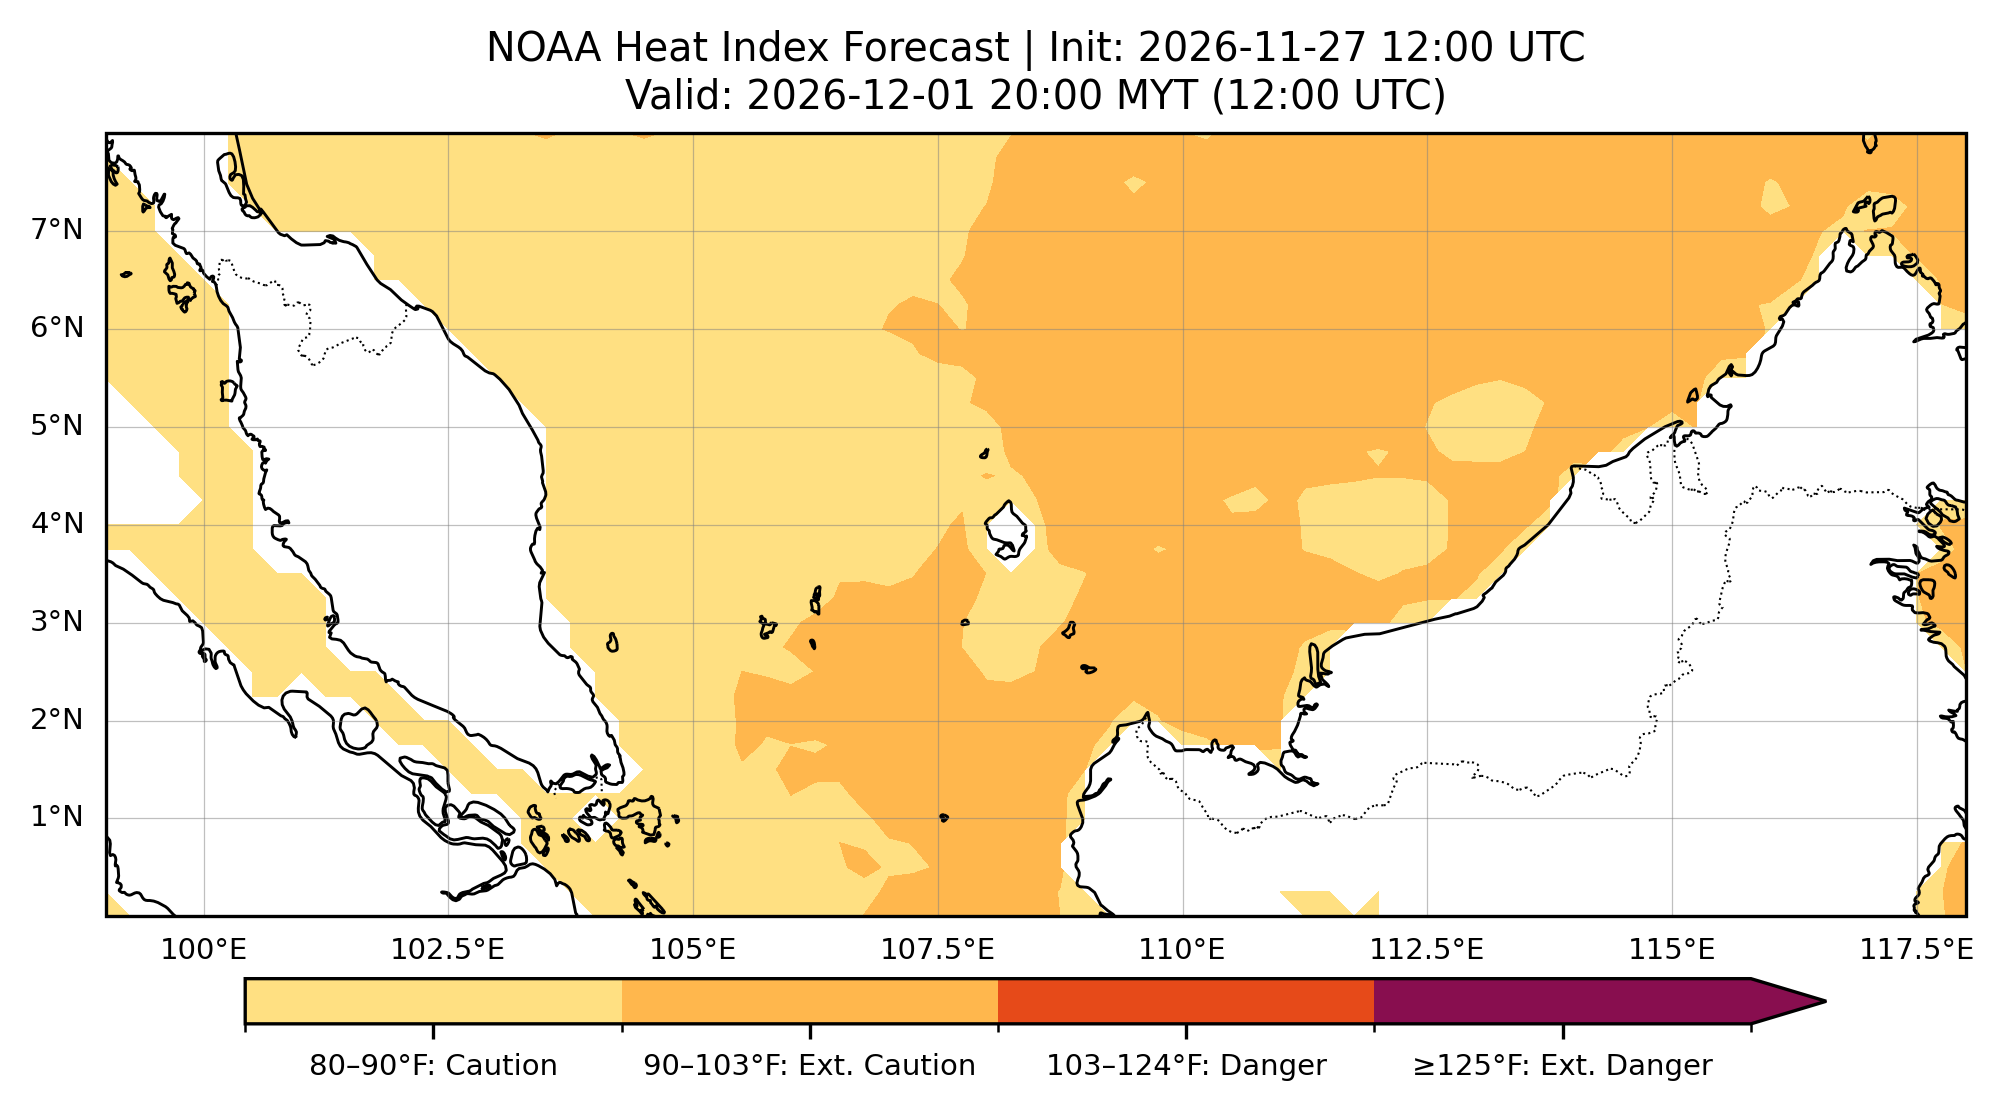 NOAA Heat Index Forecast | Init: 2026-11-27 12:00 UTC
Valid: 2026-12-01 20:00 MYT (12:00 UTC)
7°N
6°N
5°N
4°N
3°N
2°N
1°N
100°E 102.5°E 105°E 107.5°E 110°E 112.5°E 115°E 117.5°E
80–90°F: Caution 90–103°F: Ext. Caution 103–124°F: Danger ≥125°F: Ext. Danger